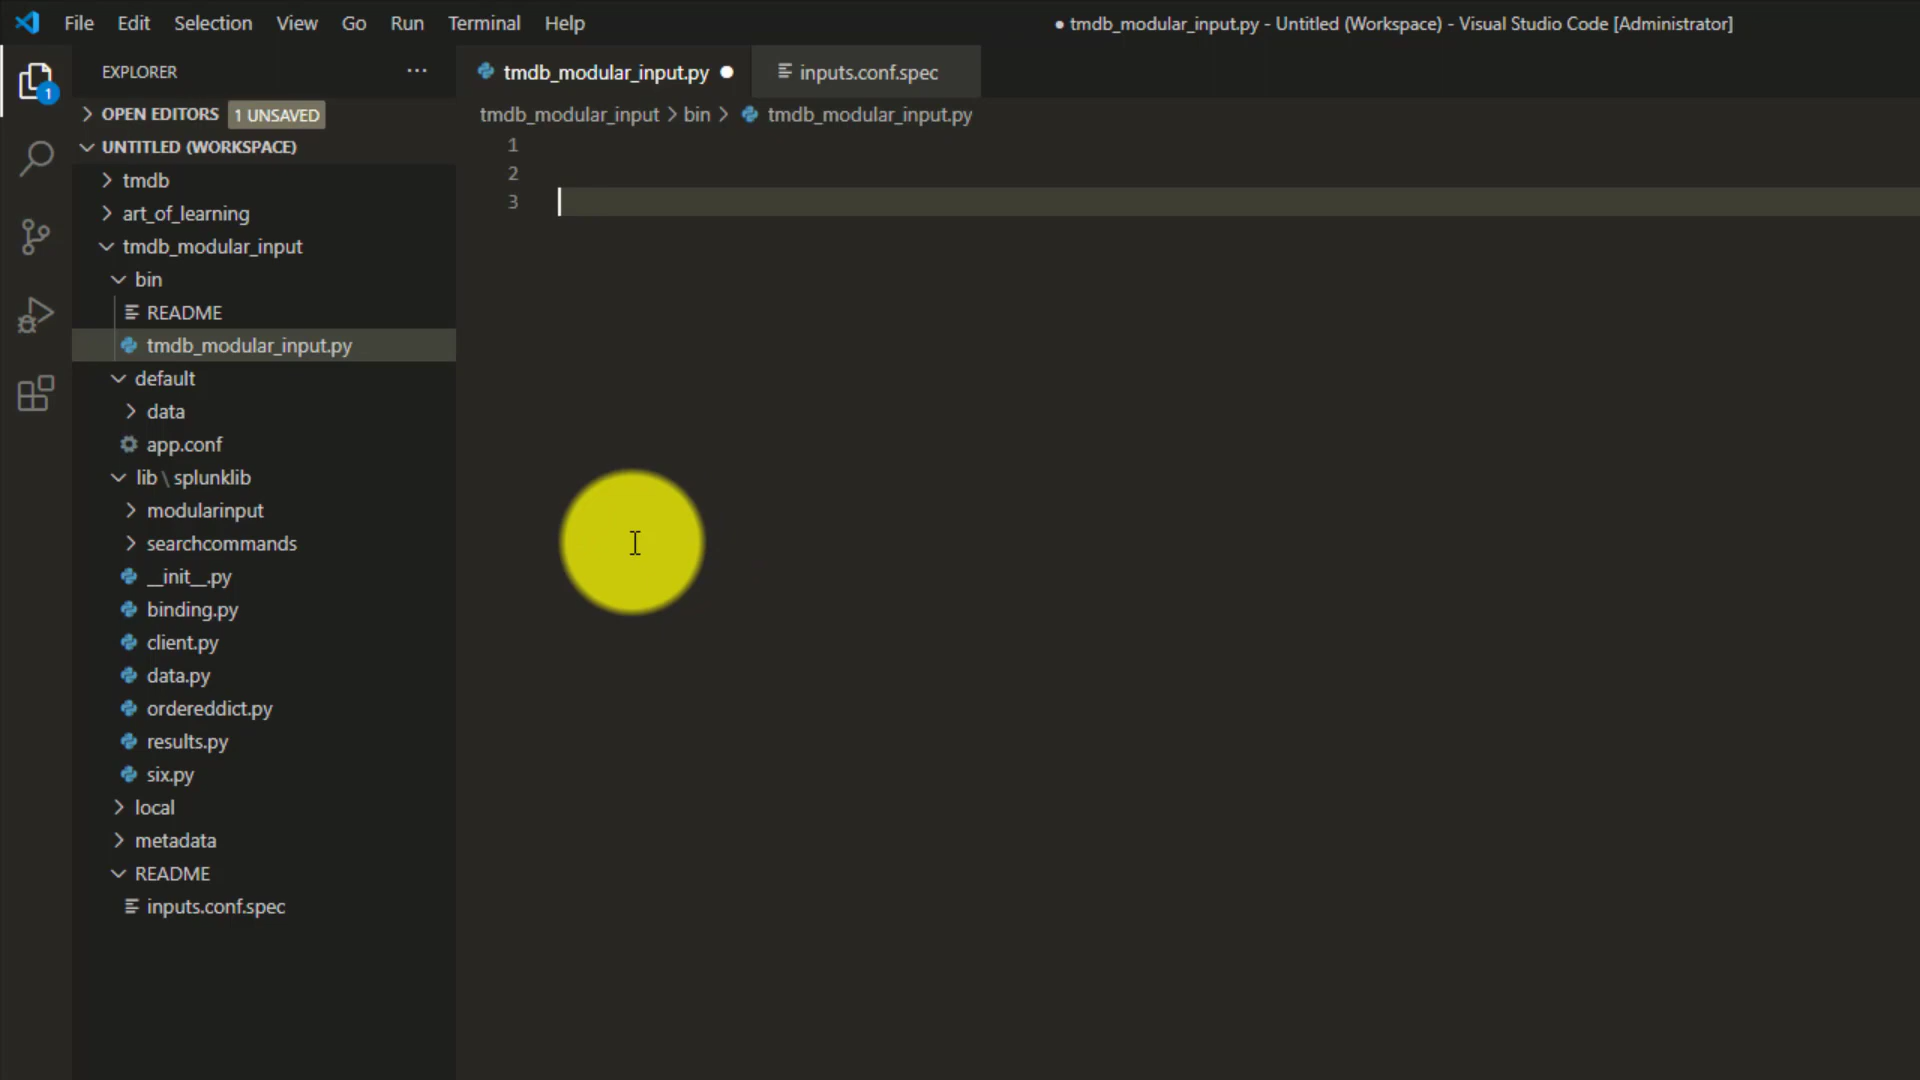 File Edit Selection View Go Run Terminal Help
● tmdb_modular_input.py - Untitled (Workspace) - Visual Studio Code [Administrator]
EXPLORER ...
tmdb_modular_input.py ●
inputs.conf.spec
1
OPEN EDITORS 1 UNSAVED
tmdb_modular_input > bin > tmdb_modular_input.py
UNTITLED (WORKSPACE)
tmdb
art_of_learning
tmdb_modular_input
bin
README
tmdb_modular_input.py
default
data
app.conf
lib \ splunklib
modularinput
searchcommands
__init__.py
binding.py
client.py
data.py
ordereddict.py
results.py
six.py
local
metadata
README
inputs.conf.spec
1
2
3